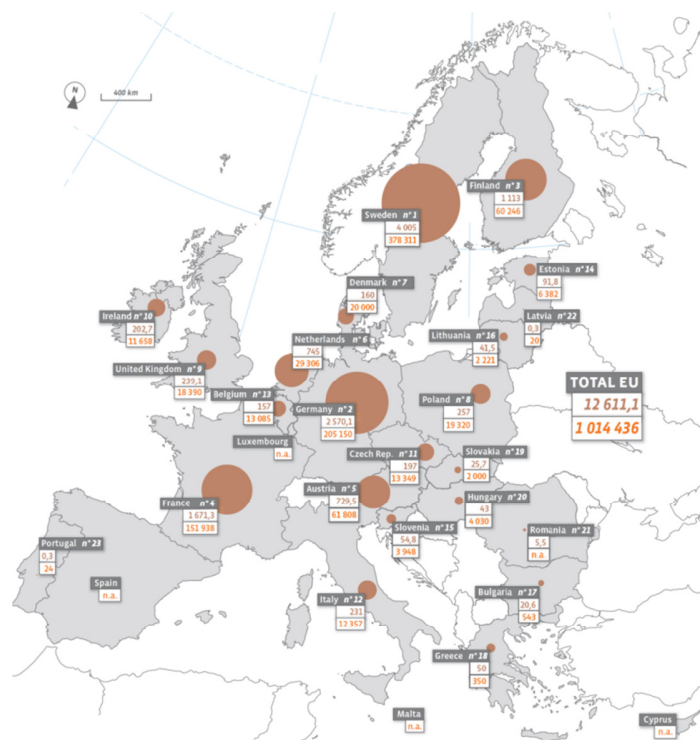 N
400 km
Finland n°3
1 113
60 246
Sweden n°1
4 005
378 311
Estonia n°14
91,8
6 382
Denmark n°7
160
20 000
Ireland n°10
202,7
11 658
Latvia n°22
0,3
20
Lithuania n°16
41,5
2 221
Netherlands n°6
745
29 306
United Kingdom n°9
239,1
18 390
TOTAL EU
12 611,1
1 014 436
Belgium n°13
157
13 085
Germany n°2
2 570,1
205 150
Poland n°8
257
19 320
Luxembourg
n.a.
Czech Rep. n°11
197
13 349
Slovakia n°19
25,7
2 000
Austria n°5
729,5
61 808
Hungary n°20
43
4 030
France n°4
1 671,3
151 938
Slovenia n°15
54,8
3 948
Romania n°21
5,5
n.a.
Portugal n°23
0,3
24
Spain
n.a.
Bulgaria n°17
20,6
543
Italy n°12
231
12 357
Greece n°18
50
350
Malta
n.a.
Cyprus
n.a.